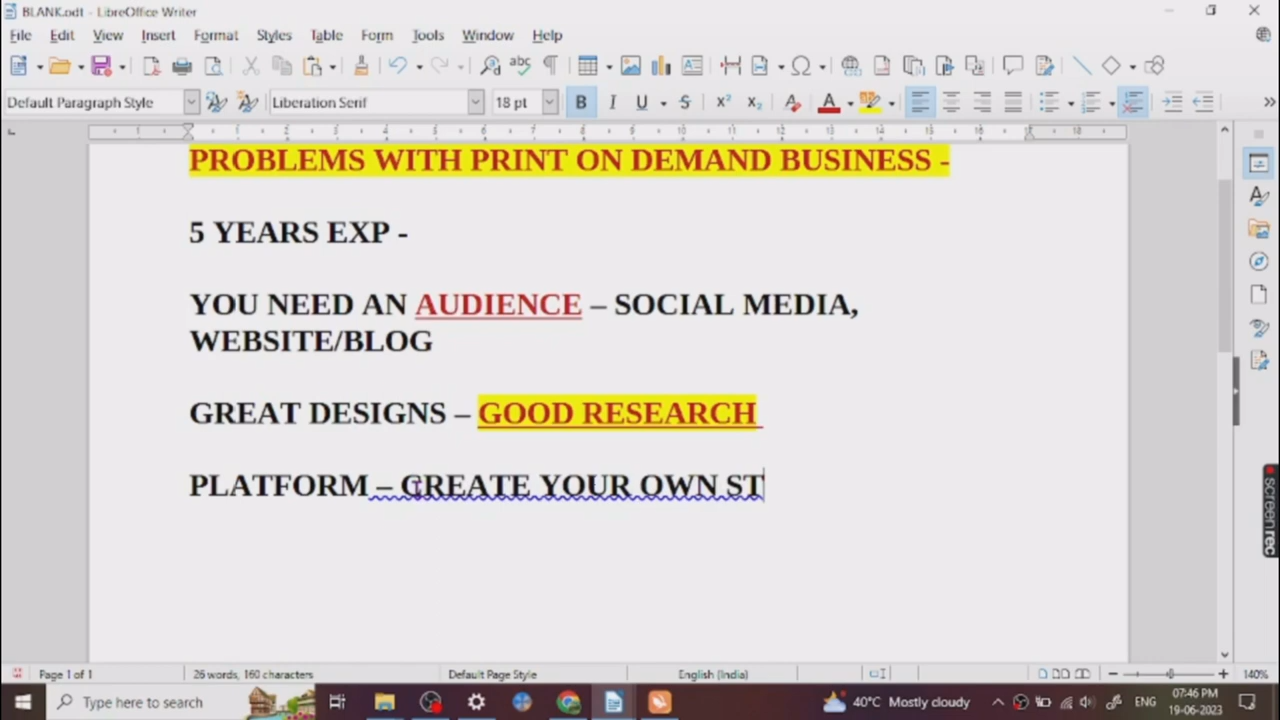 BLANK.odt - LibreOffice Writer
File Edit View Insert Format Styles Table Form Tools Window Help
Default Paragraph Style Liberation Serif 18 pt
PROBLEMS WITH PRINT ON DEMAND BUSINESS -
5 YEARS EXP -
YOU NEED AN AUDIENCE – SOCIAL MEDIA,
WEBSITE/BLOG
GREAT DESIGNS – GOOD RESEARCH
PLATFORM – CREATE YOUR OWN ST
screenrec
Page 1 of 1 26 words, 160 characters Default Page Style English (India) 140%
Type here to search 40°C Mostly cloudy ENG 07:46 PM
19-06-2023